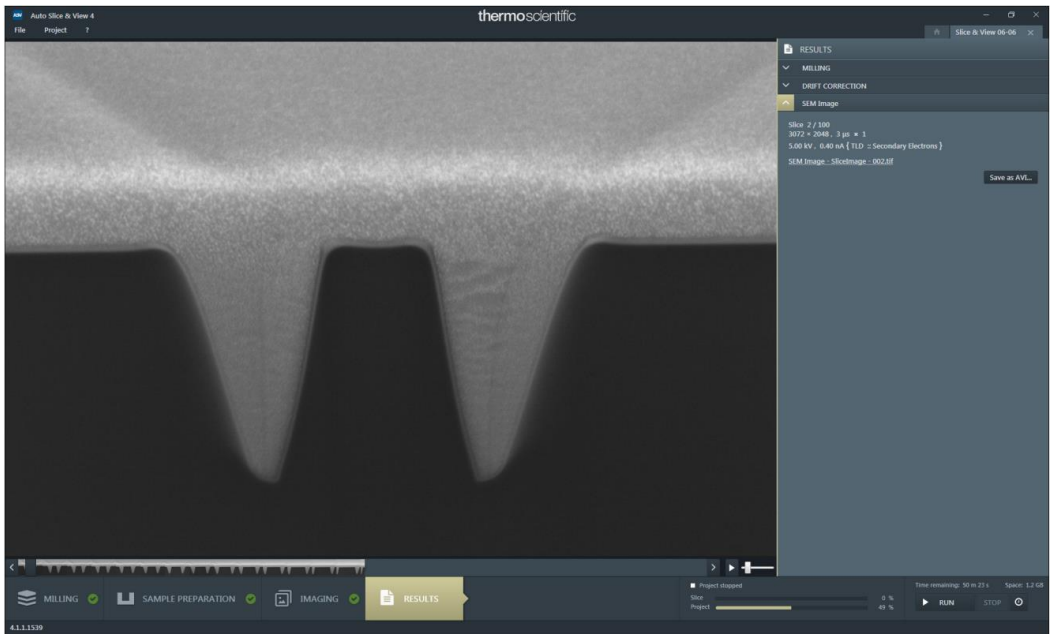 Auto Slice & View 4
thermoscientific
File Project ?
Slice & View 06-06
RESULTS
MILLING
DRIFT CORRECTION
SEM Image
Slice 2 / 100
3072 × 2048, 3 µs
5.00 kV, 0.40 nA { TLD :: Secondary Electrons }
SEM Image - SliceImage - 002.tif
Save as AVI...
MILLING
SAMPLE PREPARATION
IMAGING
RESULTS
Project stopped
Slice 0 %
Project 49 %
Time remaining: 50 m 23 s Space: 1.2 GB
RUN STOP
4.1.1.1539